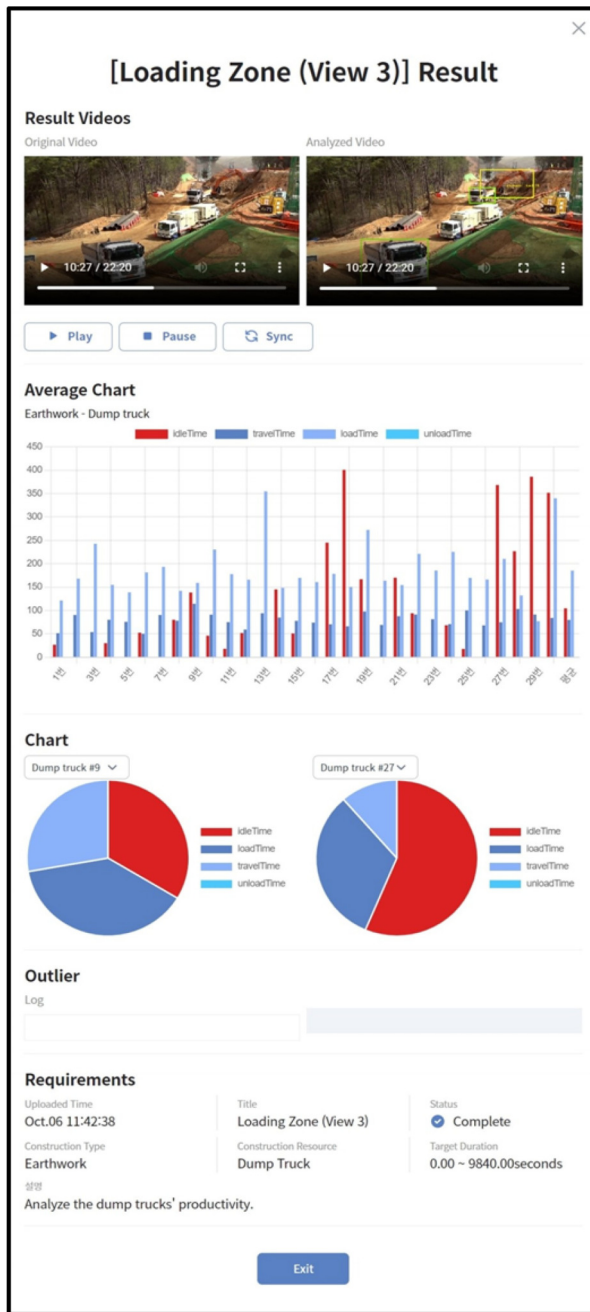 [Loading Zone (View 3)] Result
Result Videos
Original Video
Analyzed Video
10:27 / 22:20
10:27 / 22:20
Play
Pause
Sync
Average Chart
Earthwork - Dump truck
idleTime travelTime loadTime unloadTime
450
400
350
300
250
200
150
100
50
0
1번 3번 5번 7번 9번 11번 13번 15번 17번 19번 21번 23번 25번 27번 29번 평균
Chart
Dump truck #9
idleTime
loadTime
travelTime
unloadTime
Dump truck #27
idleTime
loadTime
travelTime
unloadTime
Outlier
Log
Requirements
Uploaded Time
Oct.06 11:42:38
Title
Loading Zone (View 3)
Status
Complete
Construction Type
Earthwork
Construction Resource
Dump Truck
Target Duration
0.00 ~ 9840.00seconds
설명
Analyze the dump trucks' productivity.
Exit